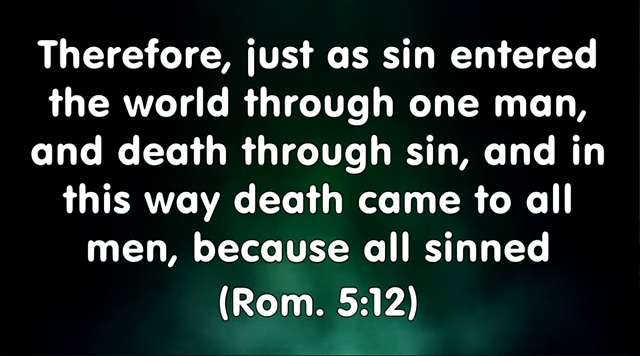 Therefore, just as sin entered
the world through one man,
and death through sin, and in
this way death came to all
men, because all sinned
(Rom. 5:12)